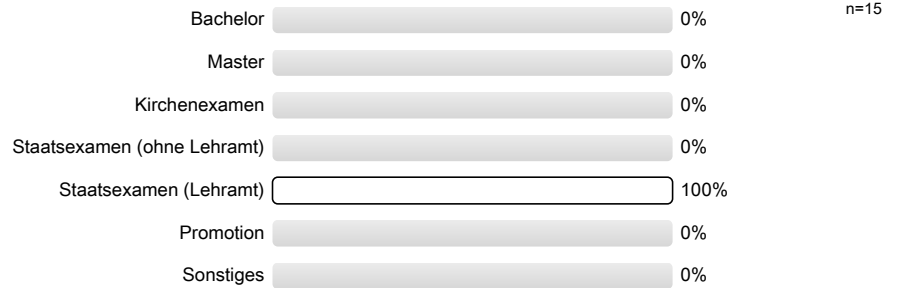 Bachelor 0% n=15
Master 0%
Kirchenexamen 0%
Staatsexamen (ohne Lehramt) 0%
Staatsexamen (Lehramt) 100%
Promotion 0%
Sonstiges 0%